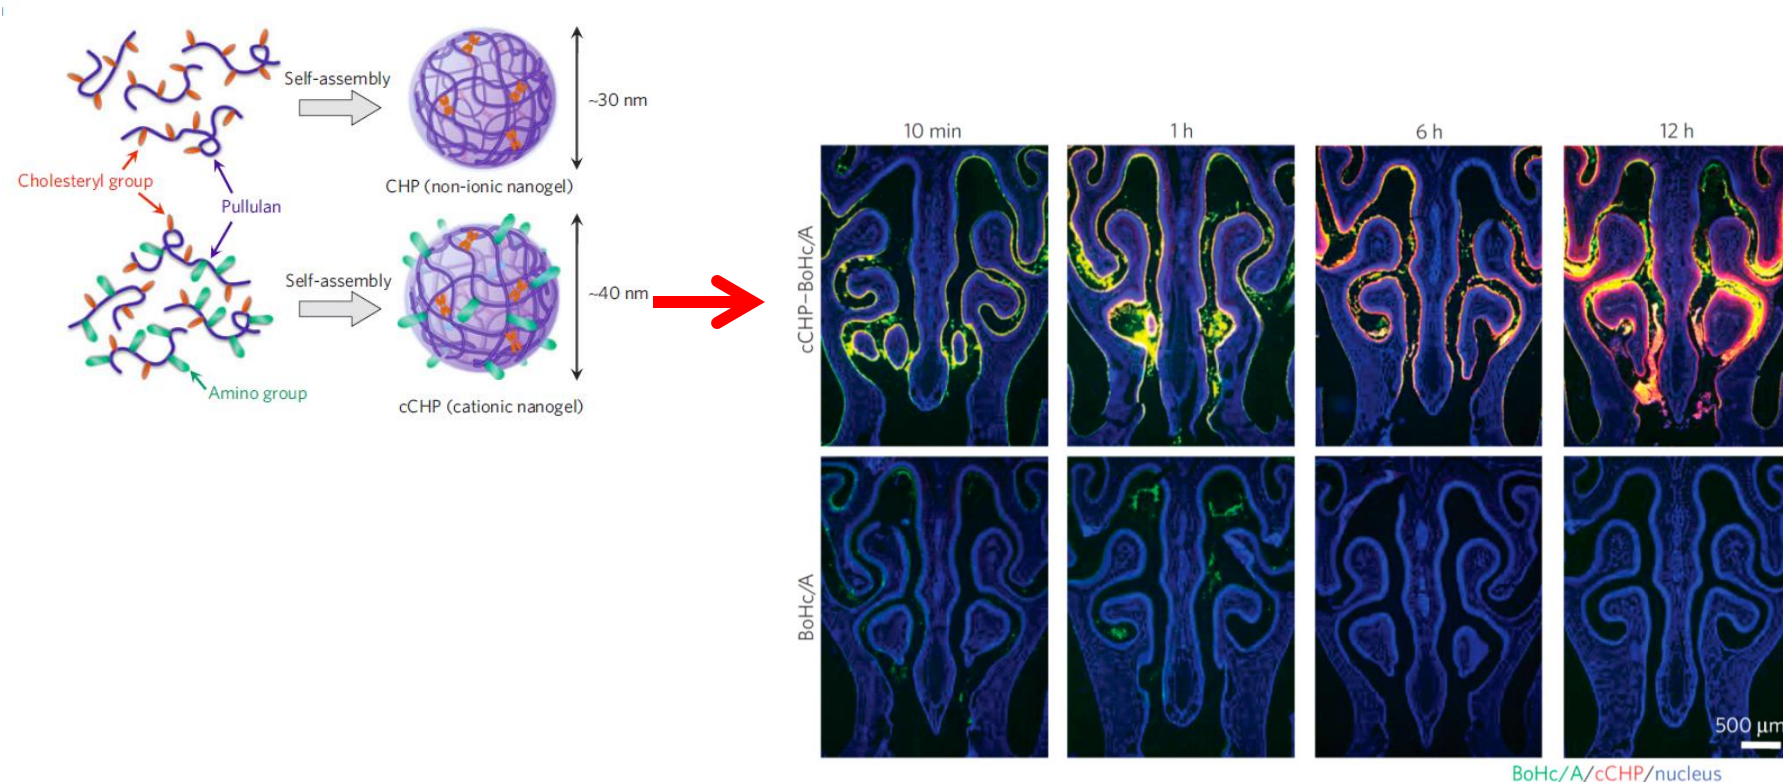 Self-assembly
~30 nm
Cholesteryl group
CHP (non-ionic nanogel)
Pullulan
Self-assembly
~40 nm
Amino group
cCHP (cationic nanogel)
10 min
1 h
6 h
12 h
cCHP–BoHc/A
BoHc/A
500 μm
BoHc/A/cCHP/nucleus